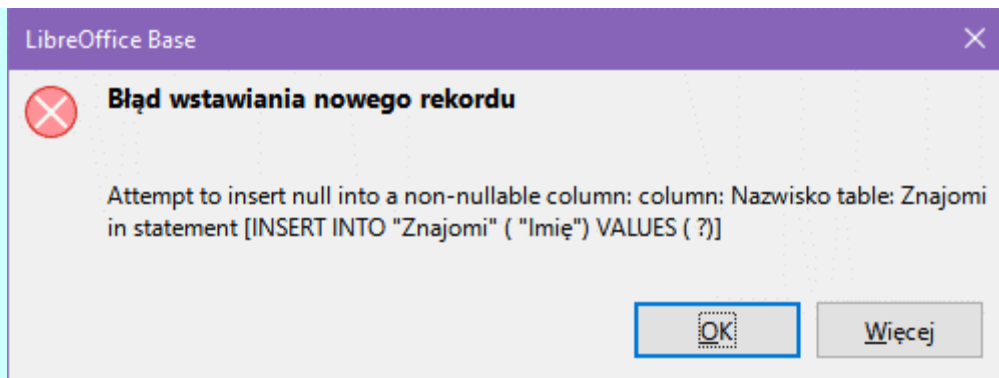 LibreOffice Base
Błąd wstawiania nowego rekordu
Attempt to insert null into a non-nullable column: column: Nazwisko table: Znajomi
in statement [INSERT INTO "Znajomi" ( "Imię") VALUES ( ?)]
OK
Więcej